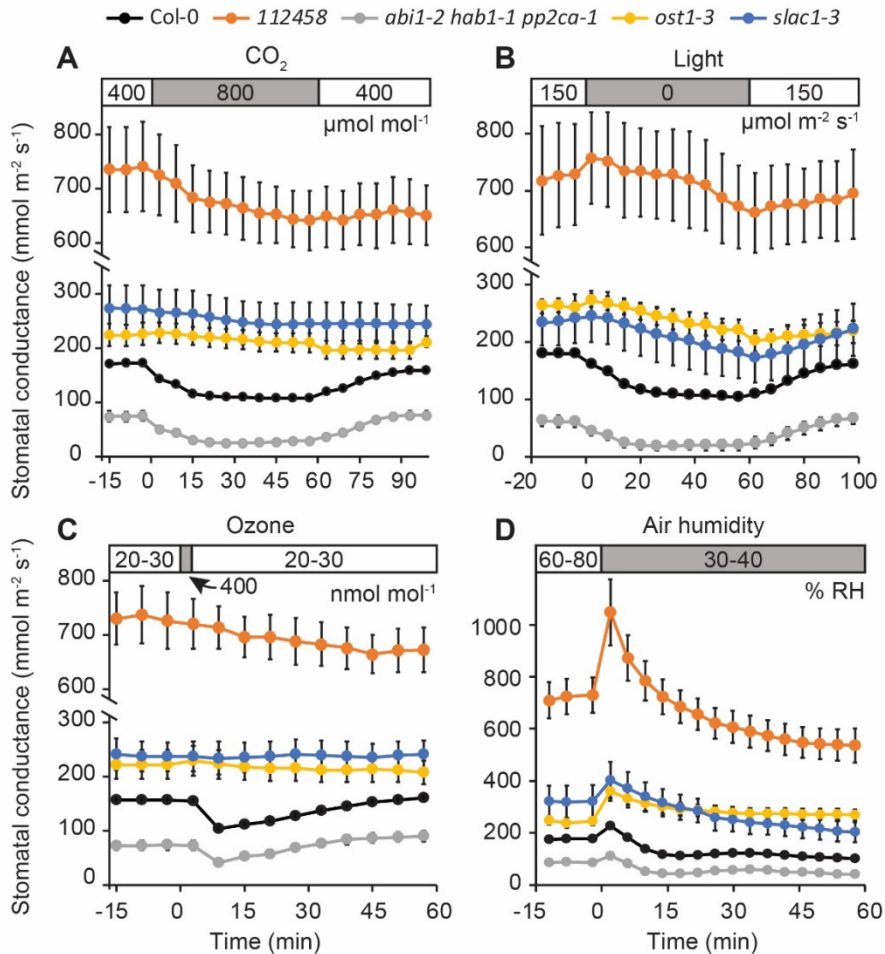 Col-0 112458 abi1-2 hab1-1 pp2ca-1 ost1-3 slac1-3
A CO2
400 800 400
µmol mol-1
Stomatal conductance (mmol m-2 s-1)
800
700
600
300
200
100
0
-15 0 15 30 45 60 75 90
B Light
150 0 150
µmol m-2 s-1
800
700
600
300
200
100
0
-20 0 20 40 60 80 100
C Ozone
20-30 20-30
400 nmol mol-1
Stomatal conductance (mmol m-2 s-1)
800
700
600
300
200
100
0
-15 0 15 30 45 60
Time (min)
D Air humidity
60-80 30-40
% RH
1000
800
600
400
200
0
-15 0 15 30 45 60
Time (min)